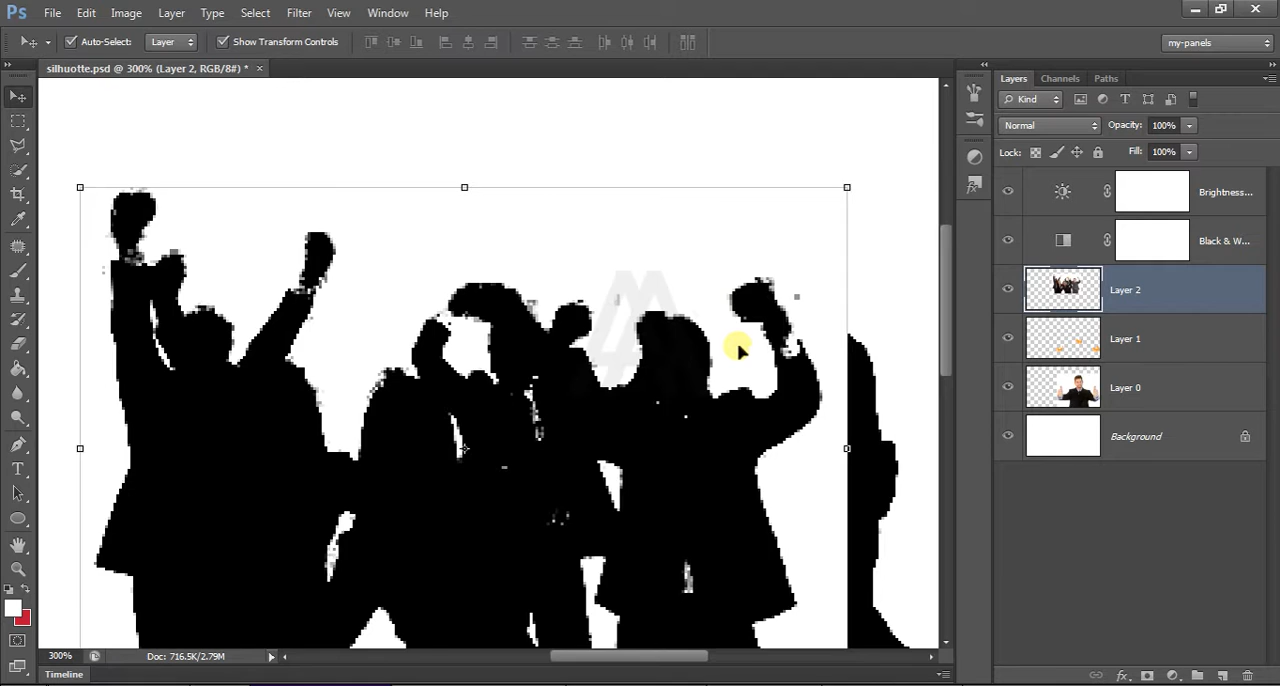 Ps File Edit Image Layer Type Select Filter View Window Help
Auto-Select: Layer Show Transform Controls my-panels
silhuotte.psd @ 300% (Layer 2, RGB/8#) * ×
Layers Channels Paths
Kind
Normal Opacity: 100%
Lock: Fill: 100%
Brightness...
Black & W...
Layer 2
Layer 1
Layer 0
Background
300% Doc: 716.5K/2.79M
Timeline